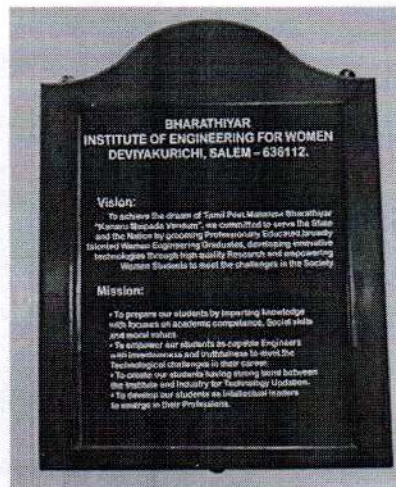 BHARATHIYAR
INSTITUTE OF ENGINEERING FOR WOMEN
DEVIYAKURICHI, SALEM – 636112.
Vision:
To achieve the dream of Tamil Poet Mahakavi Bharathiyar
"Kanavu Meipada Vendum", we committed to serve the State
and the Nation by grooming Professionally Educated,broadly
talented Women Engineering Graduates, developing innovative
technologies through high quality Research and empowering
Women Students to meet the challenges in the Society
Mission:
• To prepare our students by imparting knowledge
with focuses on academic competence, Social skills
and moral values.
• To empower our students as capable Engineers
with inventiveness and truthfulness to meet the
Technological challenges in their career.
• To create our students having strong bond between
the Institute and Industry for Technology Updation.
• To develop our students as Intellectual leaders
to emerge in their Professions.